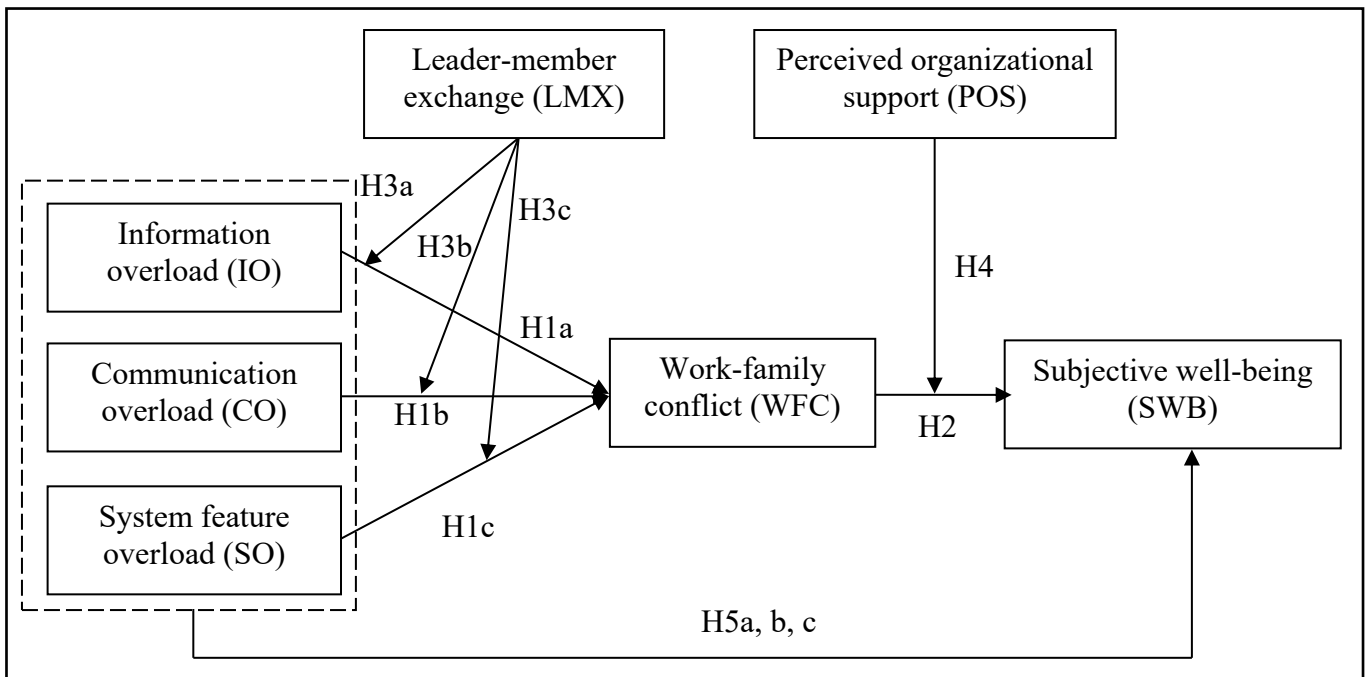 Leader-member
exchange (LMX)
Perceived organizational
support (POS)
H3a
H3b
H3c
H4
Information
overload (IO)
H1a
Communication
overload (CO)
H1b
Work-family
conflict (WFC)
H2
Subjective well-being
(SWB)
System feature
overload (SO)
H1c
H5a, b, c